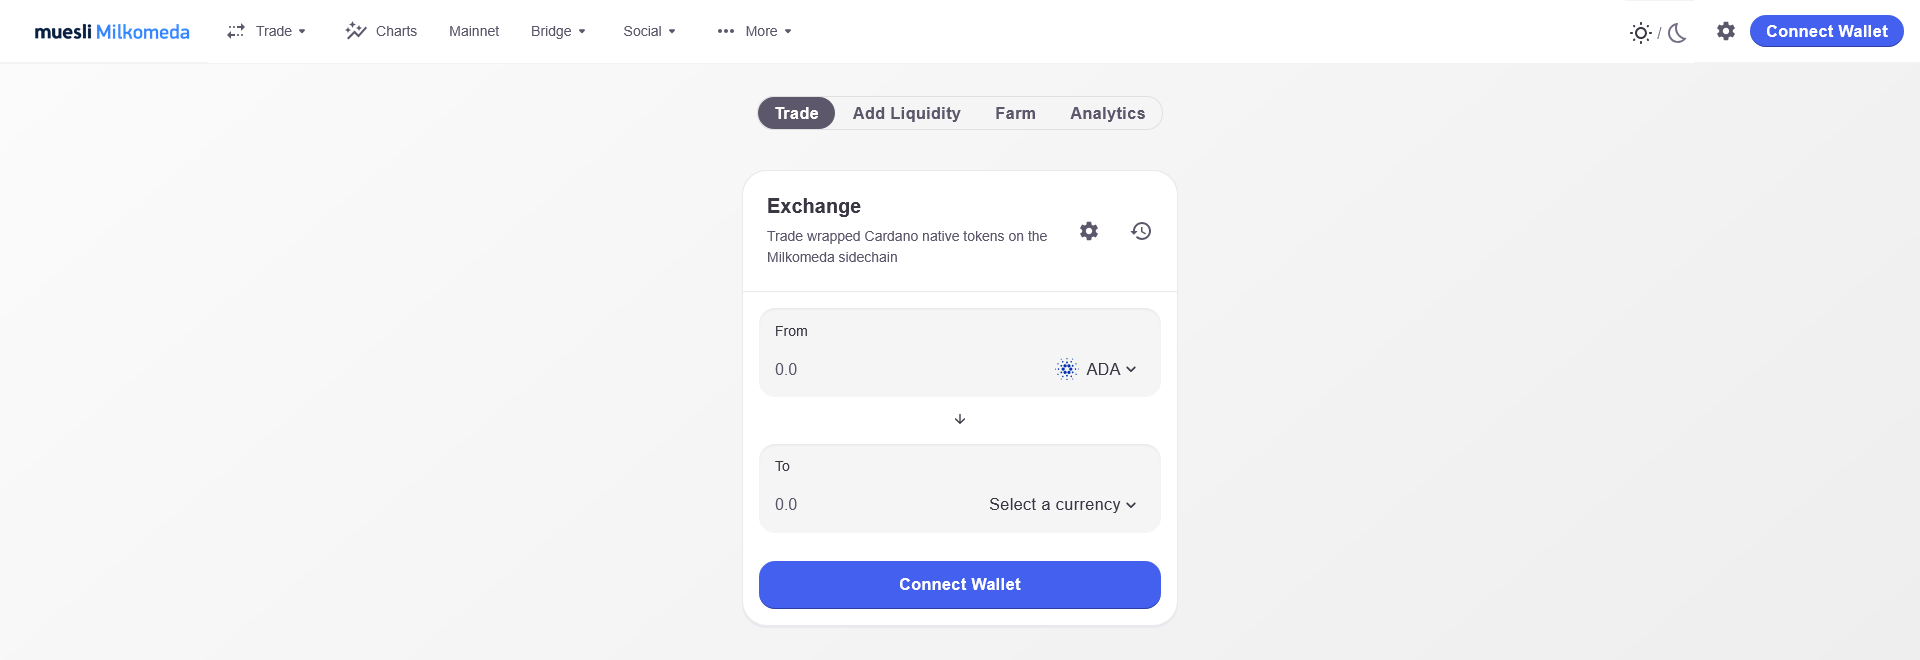 muesli Milkomeda Trade Charts Mainnet Bridge Social More / Connect Wallet
Trade Add Liquidity Farm Analytics
Exchange
Trade wrapped Cardano native tokens on the
Milkomeda sidechain
From
0.0 ADA
To
0.0 Select a currency
Connect Wallet